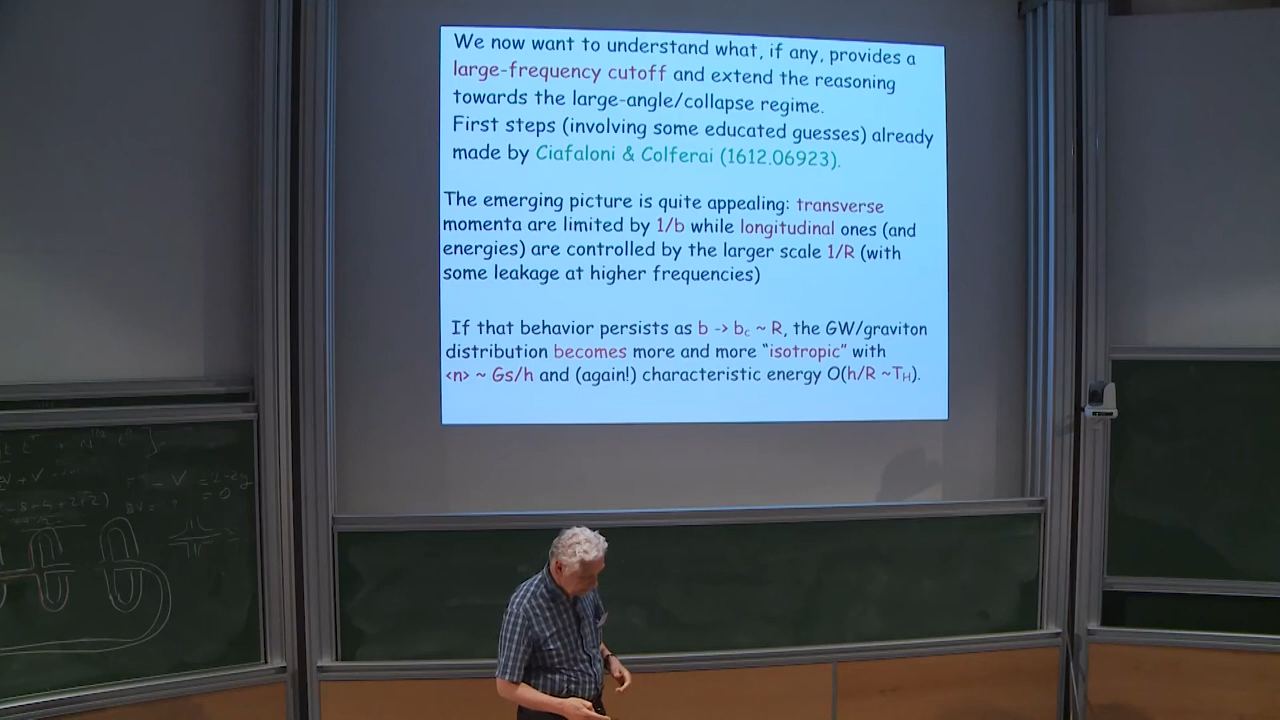 We now want to understand what, if any, provides a
large-frequency cutoff and extend the reasoning
towards the large-angle/collapse regime.
First steps (involving some educated guesses) already
made by Ciafaloni & Colferai (1612.06923).
The emerging picture is quite appealing: transverse
momenta are limited by 1/b while longitudinal ones (and
energies) are controlled by the larger scale 1/R (with
some leakage at higher frequencies)
If that behavior persists as b -> bc ~ R, the GW/graviton
distribution becomes more and more “isotropic” with
<n> ~ Gs/h and (again!) characteristic energy O(h/R ~TH).